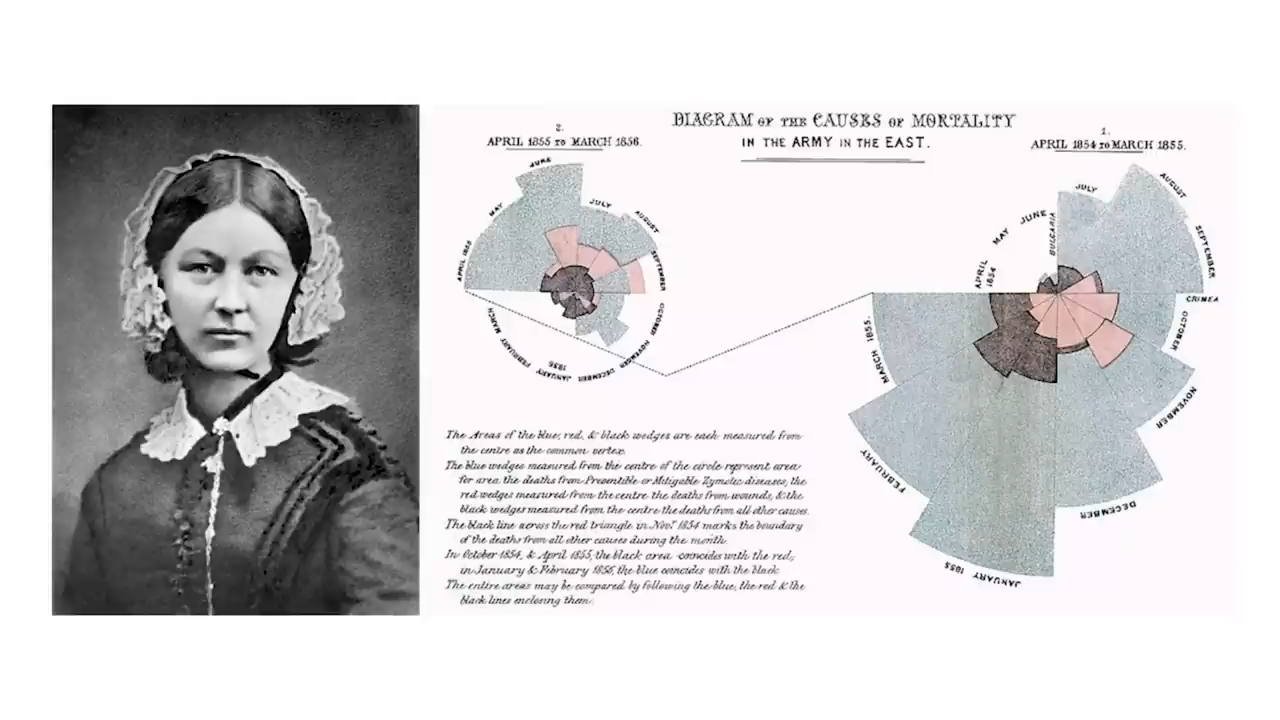 DIAGRAM OF THE CAUSES OF MORTALITY
IN THE ARMY IN THE EAST.
2.
APRIL 1855 TO MARCH 1856.
1.
APRIL 1854 TO MARCH 1855.
APRIL 1855
MAY
JUNE
JULY
AUGUST
SEPTEMBER
OCTOBER
NOVEMBER
DECEMBER
JANUARY
1856
FEBRUARY
MARCH
APRIL
1854
MAY
JUNE
BULGARIA
JULY
AUGUST
SEPTEMBER
CRIMEA
OCTOBER
NOVEMBER
DECEMBER
JANUARY 1855
FEBRUARY
MARCH 1855.
The Areas of the blue, red, & black wedges are each measured from
the centre as the common vertex.
The blue wedges measured from the centre of the circle represent area
for area the deaths from Preventible or Mitigable Zymotic diseases, the
red wedges measured from the centre the deaths from wounds, & the
black wedges measured from the centre the deaths from all other causes.
The black line across the red triangle in Novr. 1854 marks the boundary
of the deaths from all other causes during the month.
In October 1854, & April 1855, the black area coincides with the red,
in January & February 1856, the blue coincides with the black.
The entire areas may be compared by following the blue, the red & the
black lines enclosing them.